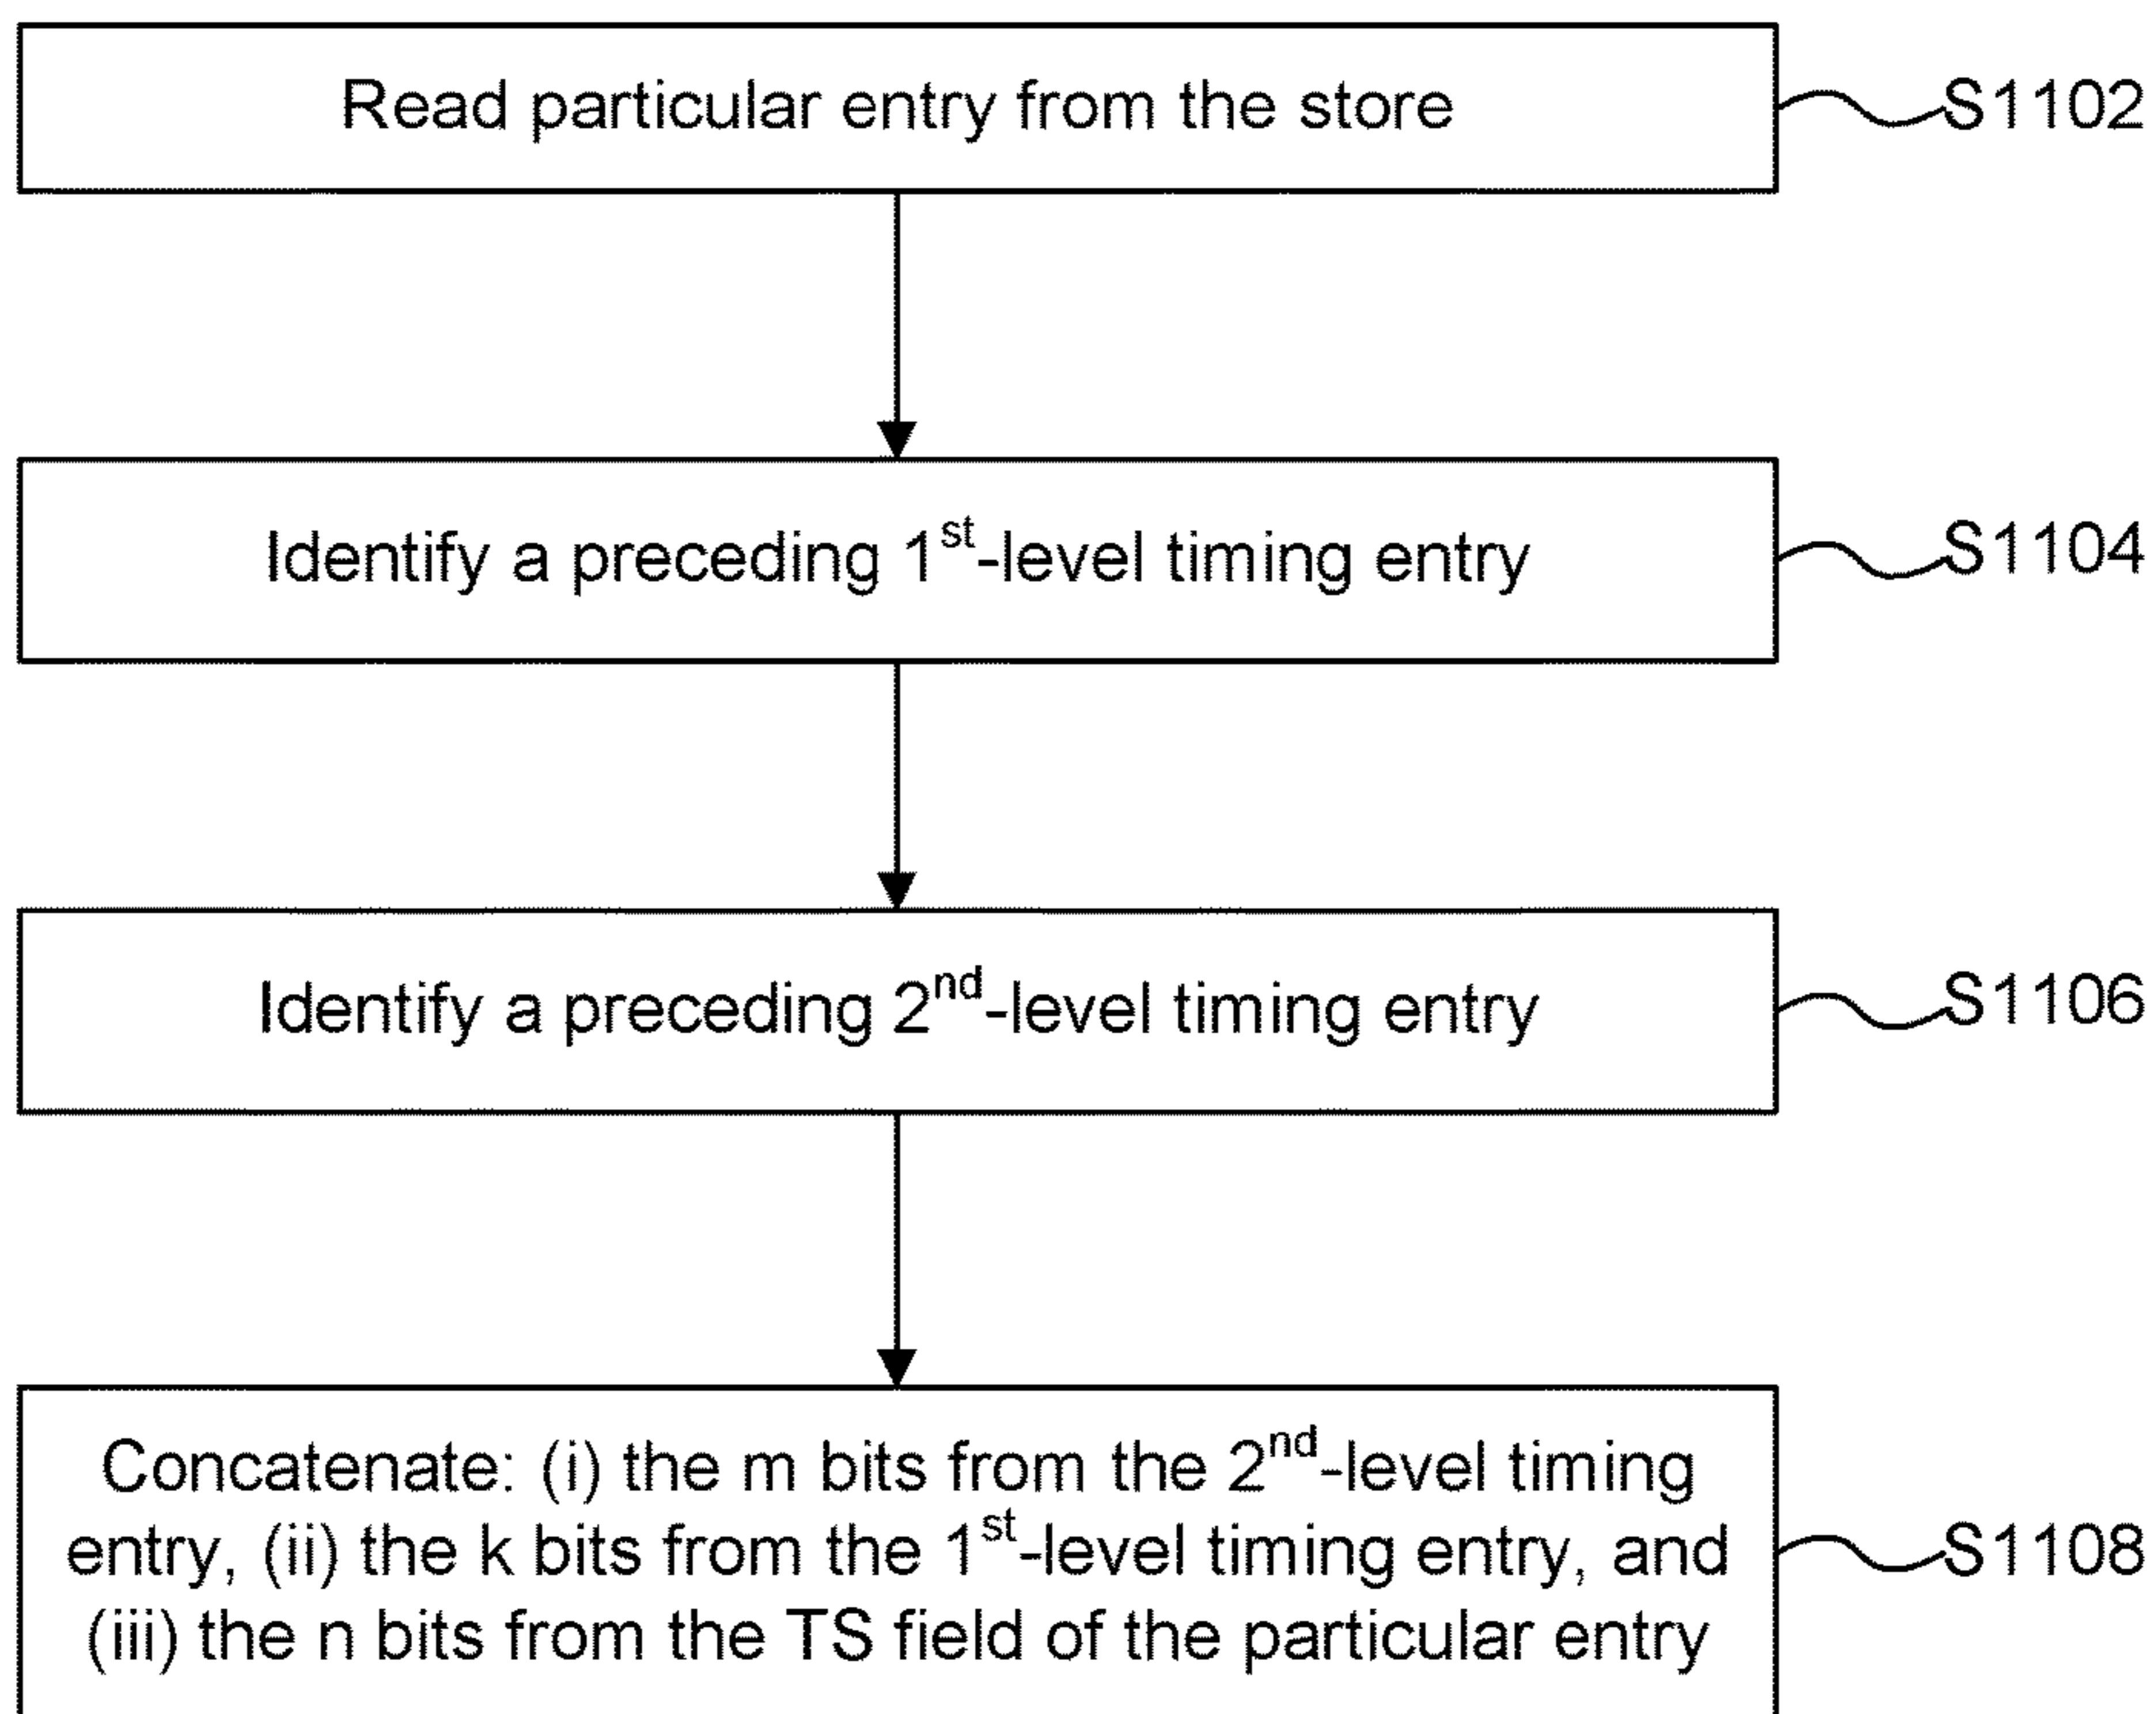 Read particular entry from the store
S1102
Identify a preceding 1st-level timing entry
S1104
Identify a preceding 2nd-level timing entry
S1106
Concatenate: (i) the m bits from the 2nd-level timing
entry, (ii) the k bits from the 1st-level timing entry, and
(iii) the n bits from the TS field of the particular entry
S1108